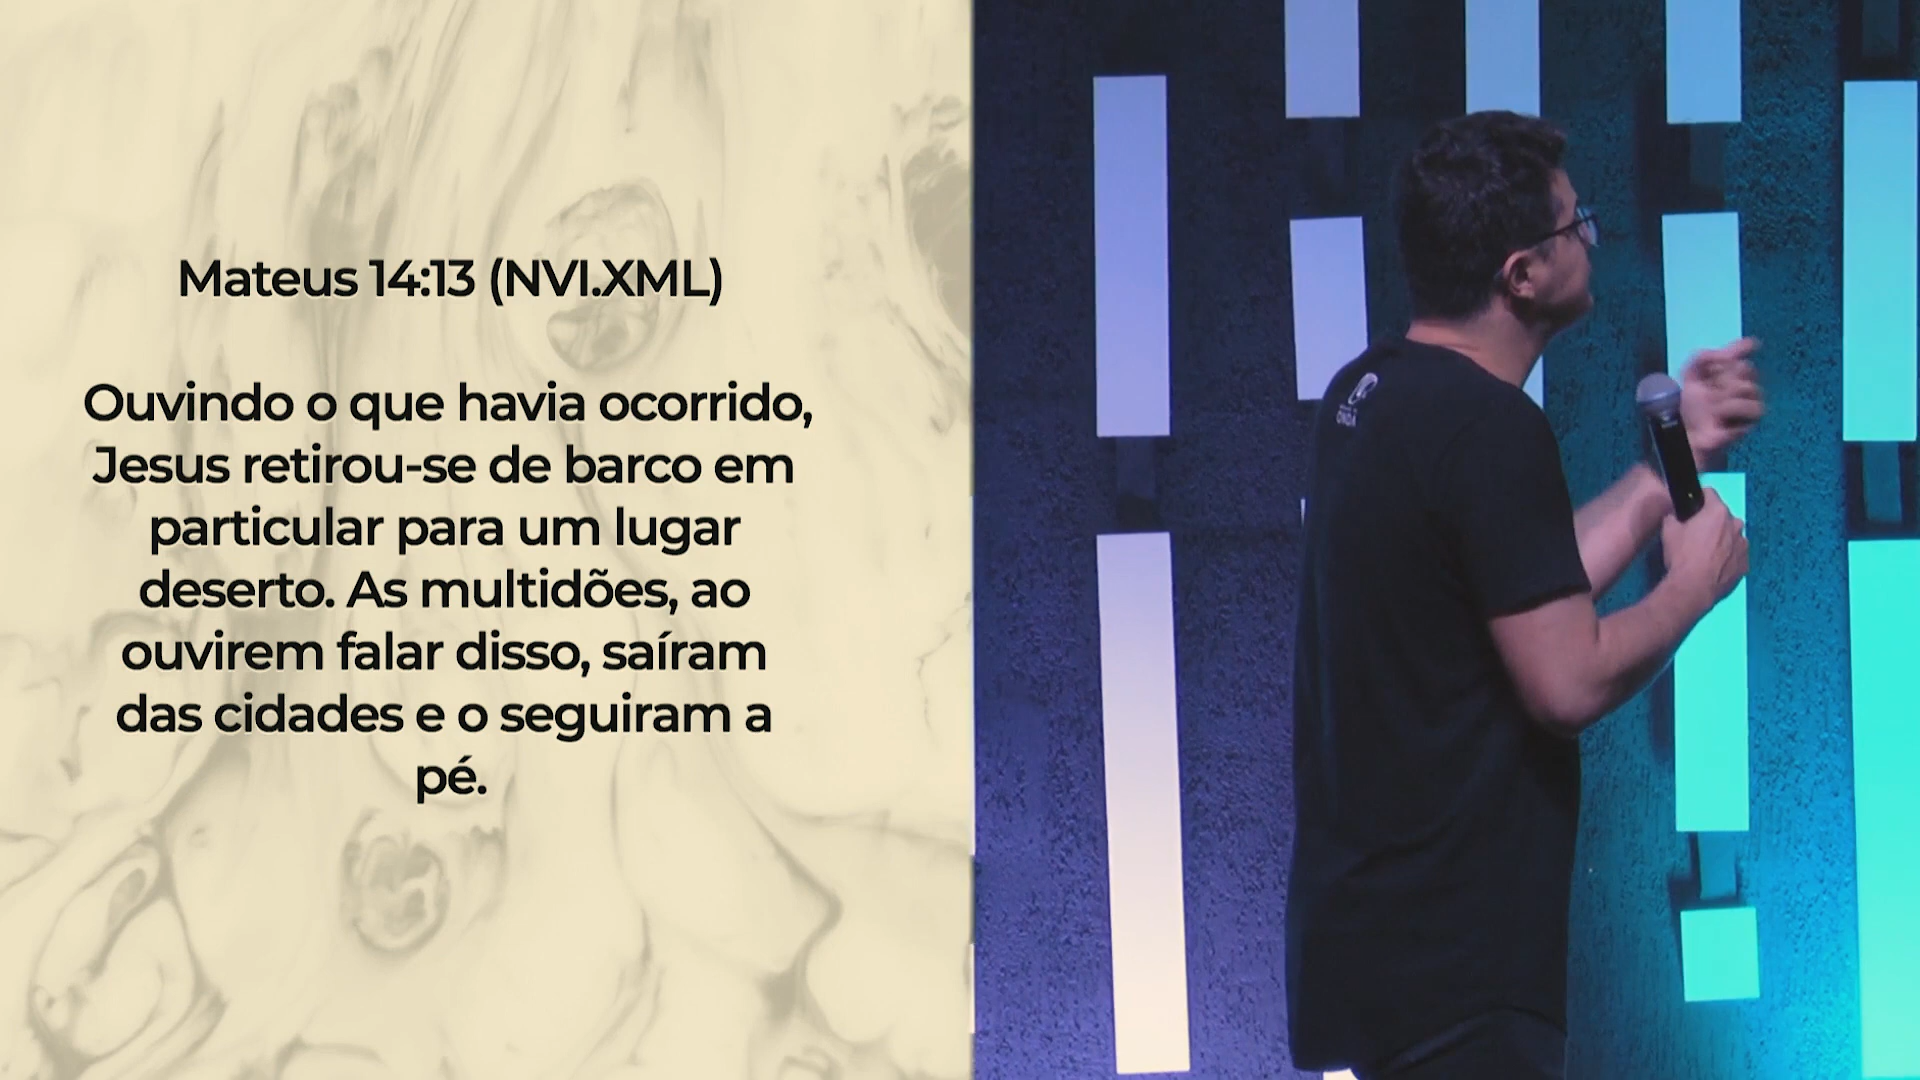 Mateus 14:13 (NVI.XML)
Ouvindo o que havia ocorrido,
Jesus retirou-se de barco em
particular para um lugar
deserto. As multidões, ao
ouvirem falar disso, saíram
das cidades e o seguiram a
pé.
ONDA